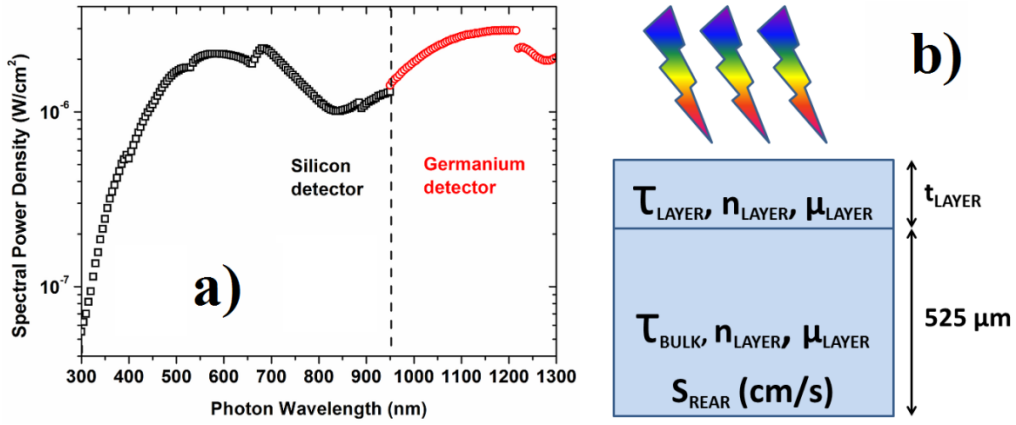 a)
Spectral Power Density (W/cm²)
10⁻⁶
10⁻⁷
Silicon
detector
Germanium
detector
300 400 500 600 700 800 900 1000 1100 1200 1300
Photon Wavelength (nm)
b)
τLAYER, nLAYER, μLAYER
tLAYER
τBULK, nLAYER, μLAYER
SREAR (cm/s)
525 μm